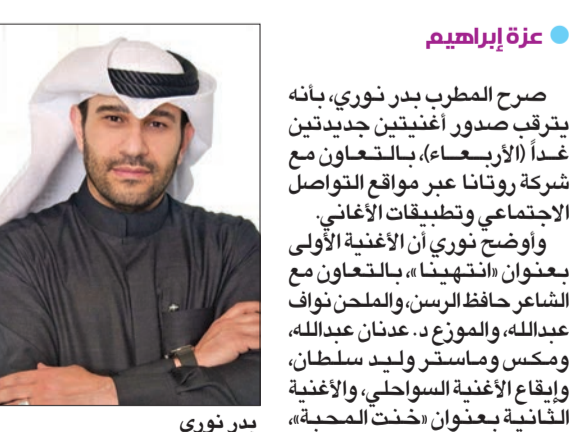 عزة إبراهيم
صرح المطرب بدر نوري، بأنه
يترقب صدور أغنيتين جديدتين
غداً (الأربعاء)، بالتعاون مع
شركة روتانا عبر مواقع التواصل
الاجتماعي وتطبيقات الأغاني.
وأوضح نوري أن الأغنية الأولى
بعنوان «انتهينا»، بالتعاون مع
الشاعر حافظ الرسن، والملحن نواف
عبدالله، والموزع د. عدنان عبدالله،
ومكس وماستر وليد سلطان،
وإيقاع الأغنية السواحلي، والأغنية
الثانية بعنوان «خنت المحبة»،
بدر نوري